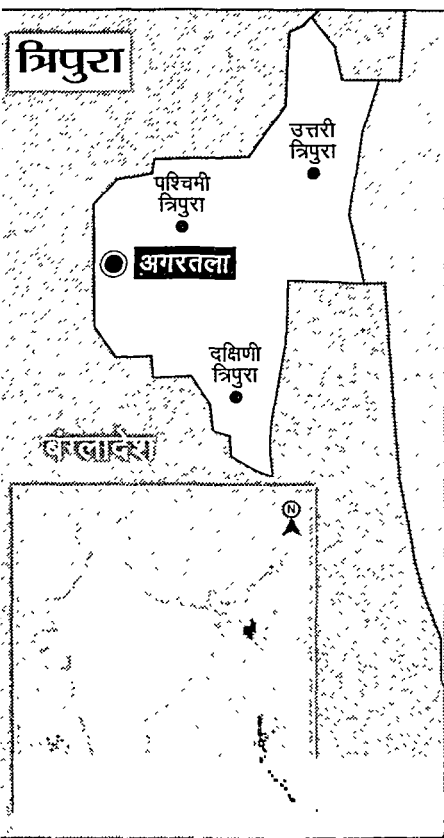 त्रिपुरा
उत्तरी
त्रिपुरा
पश्चिमी
त्रिपुरा
अगरतला
दक्षिणी
त्रिपुरा
बंग्लादेश
N